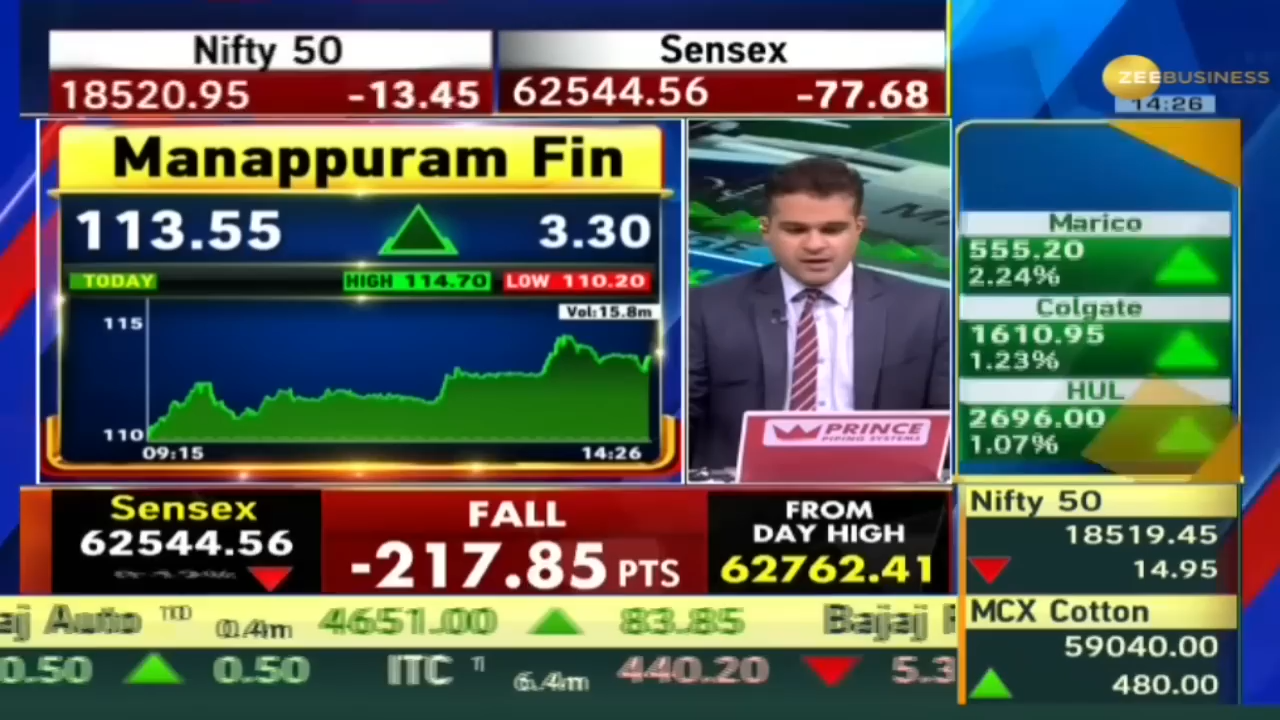 Nifty 50
18520.95 -13.45
Sensex
62544.56 -77.68
ZEEBUSINESS
14:26
Manappuram Fin
113.55 3.30
TODAY HIGH 114.70 LOW 110.20
Vol:15.8m
115
110
09:15 14:26
PRINCE
PIPING SYSTEMS
Marico
555.20
2.24%
Colgate
1610.95
1.23%
HUL
2696.00
1.07%
Sensex
62544.56
FALL
-217.85 PTS
FROM
DAY HIGH
62762.41
Nifty 50
18519.45
14.95
MCX Cotton
59040.00
480.00
aj Auto TTD 0.4m 4651.00 83.85 Bajaj F
0.50 0.50 ITC 6.4m 440.20 5.3